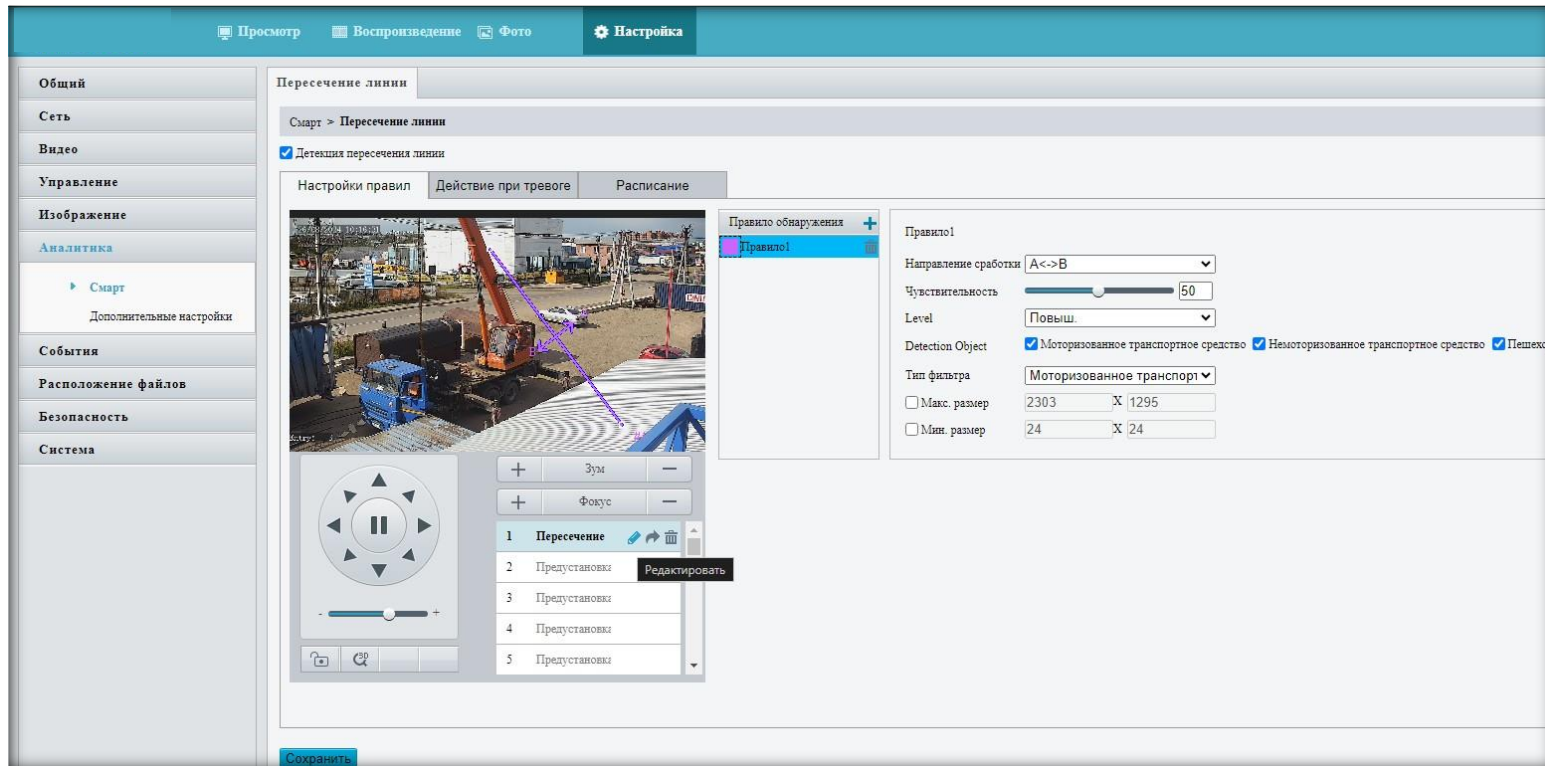 Просмотр Воспроизведение Фото Настройка
Общий
Сеть
Видео
Управление
Изображение
Аналитика
Смарт
Дополнительные настройки
События
Расположение файлов
Безопасность
Система
Пересечение линии
Смарт > Пересечение линии
Детекция пересечения линии
Настройки правил Действие при тревоге Расписание
Правило обнаружения
Правило1
Правило1
Направление сработки A<->B
Чувствительность 50
Level Повыш.
Detection Object Моторизованное транспортное средство Немоторизованное транспортное средство Пешехо
Тип фильтра Моторизованное транспорт
Макс. размер 2303 X 1295
Мин. размер 24 X 24
+ Зум −
+ Фокус −
1 Пересечение
Редактировать
2 Предустановка
3 Предустановка
4 Предустановка
5 Предустановка
- +
3D
Сохранить